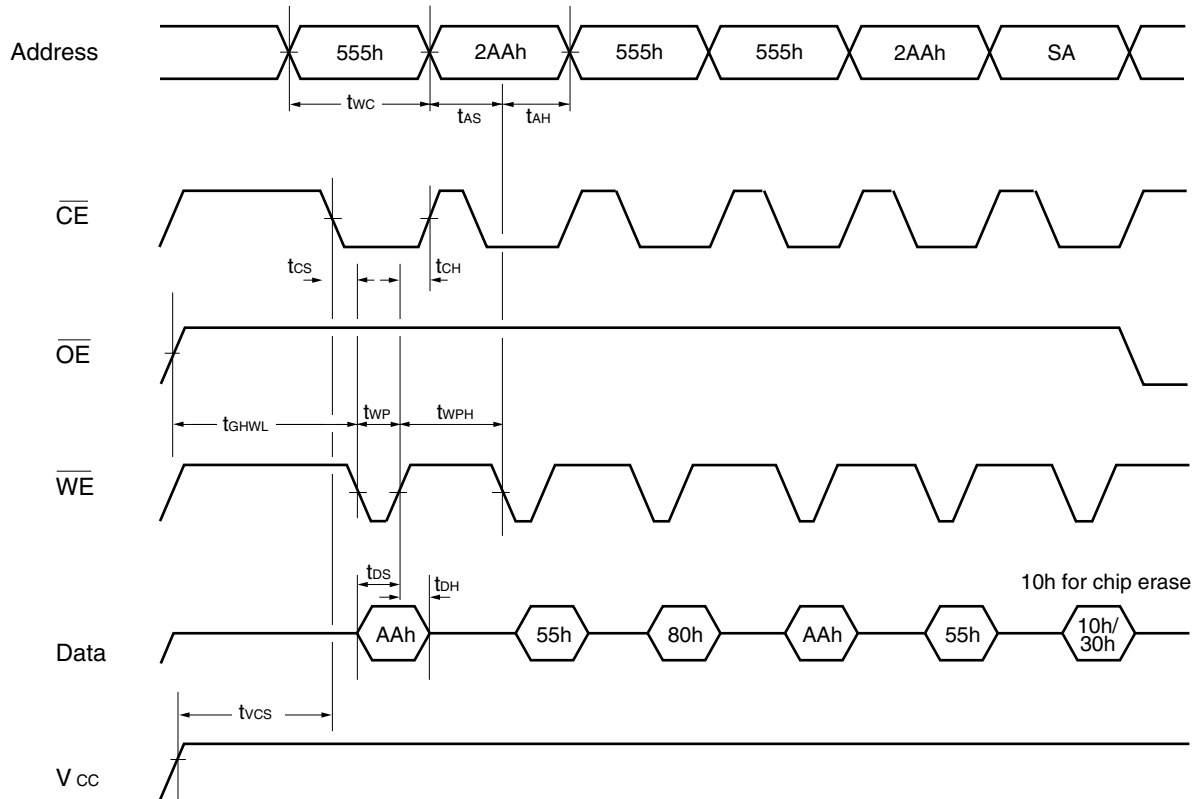 Address 555h 2AAh 555h 555h 2AAh SA
tWC tAS tAH
CE
tCS tCH
OE
tGHWL tWP tWPH
WE
tDS tDH
10h for chip erase
Data AAh 55h 80h AAh 55h 10h/
30h
tVCS
VCC